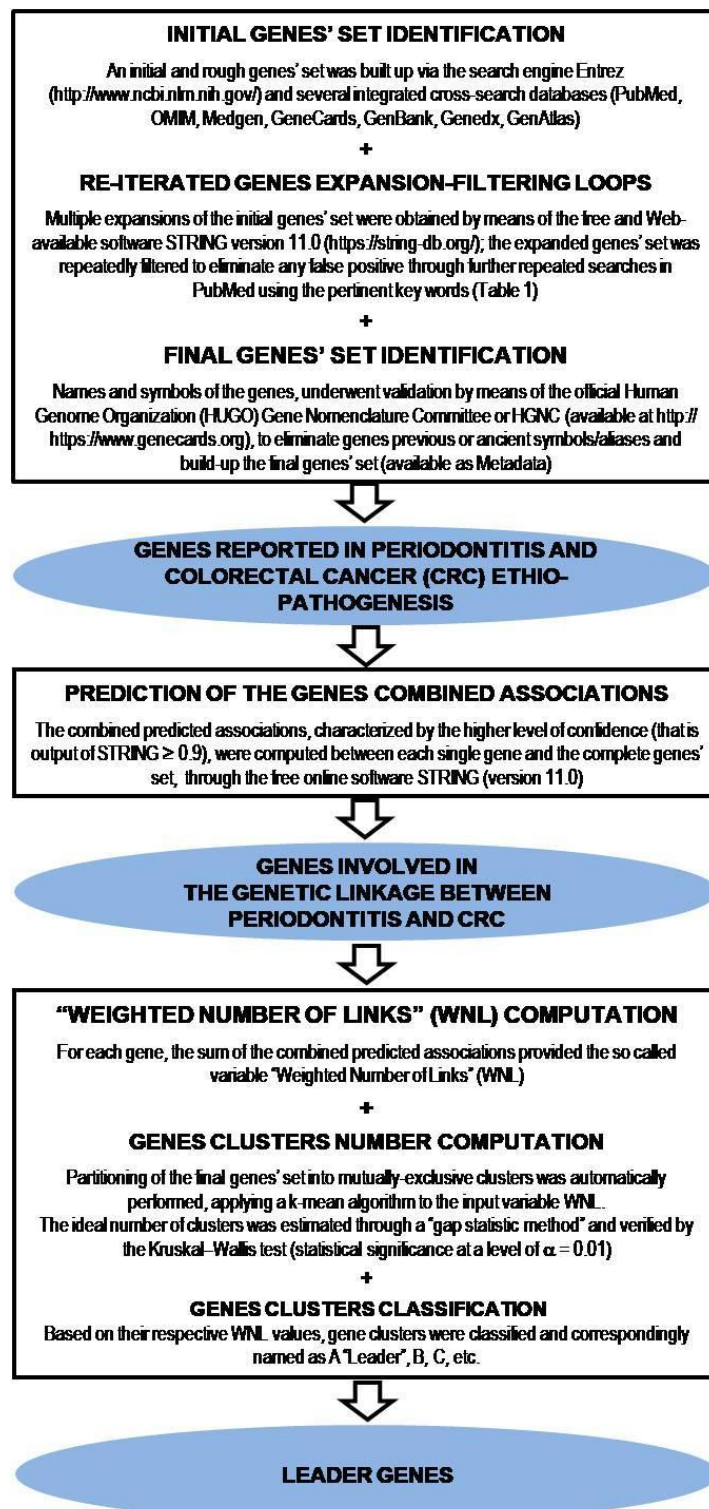 INITIAL GENES' SET IDENTIFICATION
An initial and rough genes' set was built up via the search engine Entrez
(http://www.ncbi.nlm.nih.gov/) and several integrated cross-search databases (PubMed,
OMIM, Medgen, GeneCards, GenBank, Genedx, GenAtlas)
+
RE-ITERATED GENES EXPANSION-FILTERING LOOPS
Multiple expansions of the initial genes' set were obtained by means of the free and Web-
available software STRING version 11.0 (https://string-db.org/); the expanded genes' set was
repeatedly filtered to eliminate any false positive through further repeated searches in
PubMed using the pertinent key words (Table 1)
+
FINAL GENES' SET IDENTIFICATION
Names and symbols of the genes, underwent validation by means of the official Human
Genome Organization (HUGO) Gene Nomenclature Committee or HGNC (available at http://
https://www.genecards.org), to eliminate genes previous or ancient symbols/aliases and
build-up the final genes' set (available as Metadata)
GENES REPORTED IN PERIODONTITIS AND
COLORECTAL CANCER (CRC) ETHIO-
PATHOGENESIS
PREDICTION OF THE GENES COMBINED ASSOCIATIONS
The combined predicted associations, characterized by the higher level of confidence (that is
output of STRING ≥ 0.9), were computed between each single gene and the complete genes'
set, through the free online software STRING (version 11.0)
GENES INVOLVED IN
THE GENETIC LINKAGE BETWEEN
PERIODONTITIS AND CRC
"WEIGHTED NUMBER OF LINKS" (WNL) COMPUTATION
For each gene, the sum of the combined predicted associations provided the so called
variable "Weighted Number of Links" (WNL)
+
GENES CLUSTERS NUMBER COMPUTATION
Partitioning of the final genes' set into mutually-exclusive clusters was automatically
performed, applying a k-mean algorithm to the input variable WNL.
The ideal number of clusters was estimated through a "gap statistic method" and verified by
the Kruskal–Wallis test (statistical significance at a level of α = 0.01)
+
GENES CLUSTERS CLASSIFICATION
Based on their respective WNL values, gene clusters were classified and correspondingly
named as A "Leader", B, C, etc.
LEADER GENES